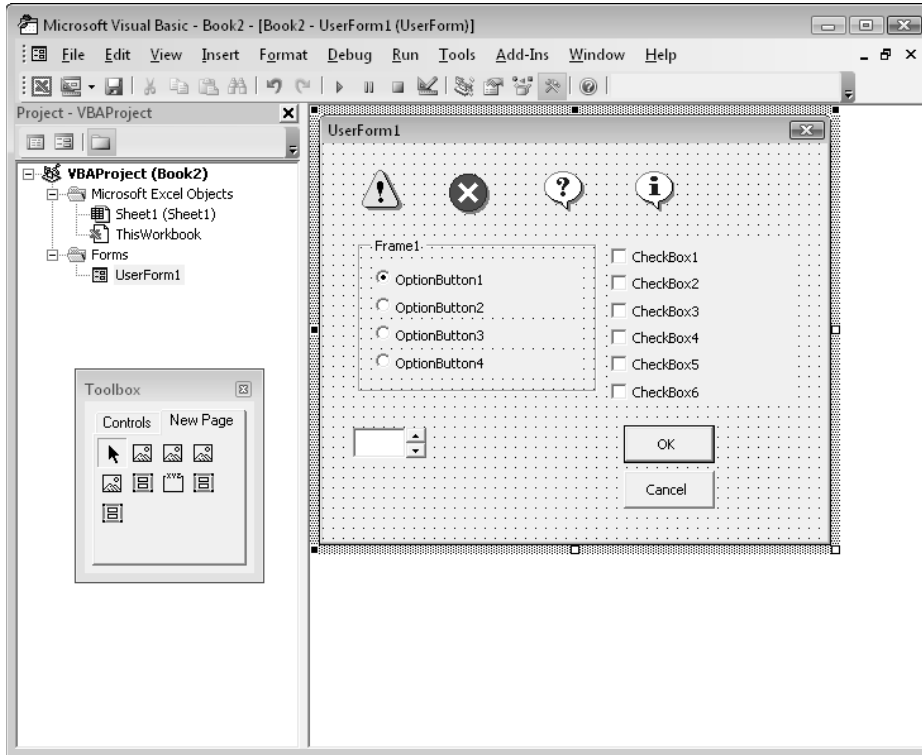 Microsoft Visual Basic - Book2 - [Book2 - UserForm1 (UserForm)]
File Edit View Insert Format Debug Run Tools Add-Ins Window Help
Project - VBAProject
VBAProject (Book2)
Microsoft Excel Objects
Sheet1 (Sheet1)
ThisWorkbook
Forms
UserForm1
Toolbox
Controls New Page
XYZ
UserForm1
Frame1
OptionButton1
OptionButton2
OptionButton3
OptionButton4
CheckBox1
CheckBox2
CheckBox3
CheckBox4
CheckBox5
CheckBox6
OK
Cancel